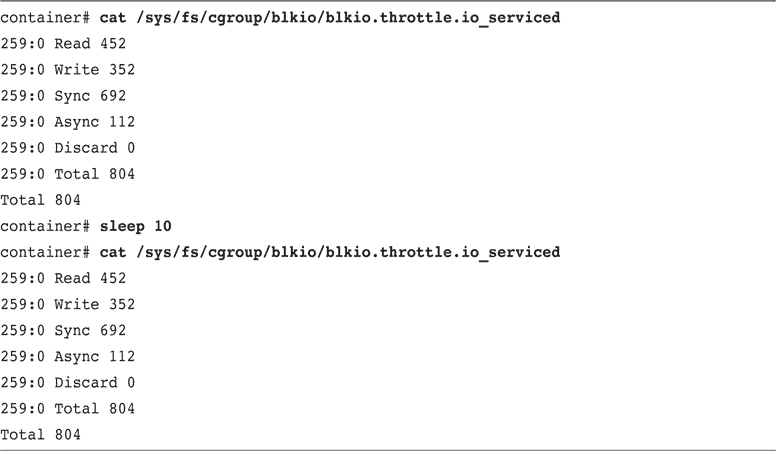 container# cat /sys/fs/cgroup/blkio/blkio.throttle.io_serviced
259:0 Read 452
259:0 Write 352
259:0 Sync 692
259:0 Async 112
259:0 Discard 0
259:0 Total 804
Total 804
container# sleep 10
container# cat /sys/fs/cgroup/blkio/blkio.throttle.io_serviced
259:0 Read 452
259:0 Write 352
259:0 Sync 692
259:0 Async 112
259:0 Discard 0
259:0 Total 804
Total 804